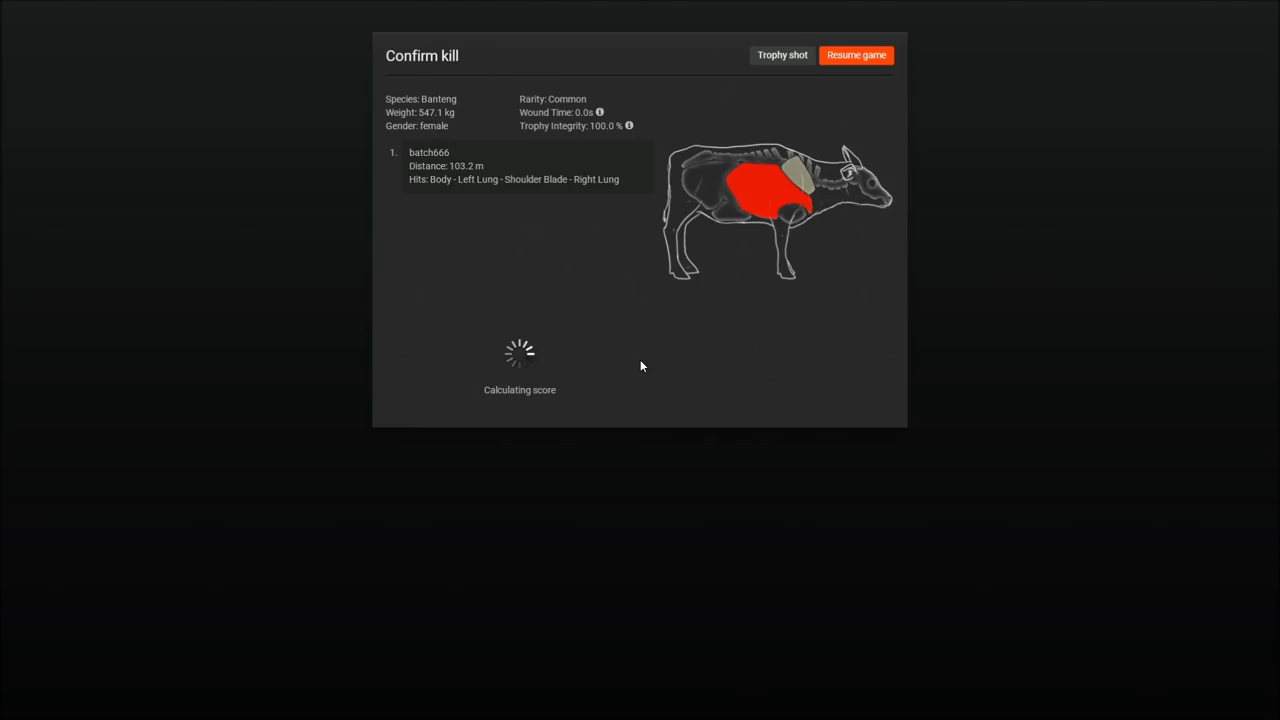 Confirm kill
Trophy shot
Resume game
Species: Banteng
Rarity: Common
Weight: 547.1 kg
Wound Time: 0.0s
Gender: female
Trophy Integrity: 100.0 %
1.
batch666
Distance: 103.2 m
Hits: Body - Left Lung - Shoulder Blade - Right Lung
Calculating score